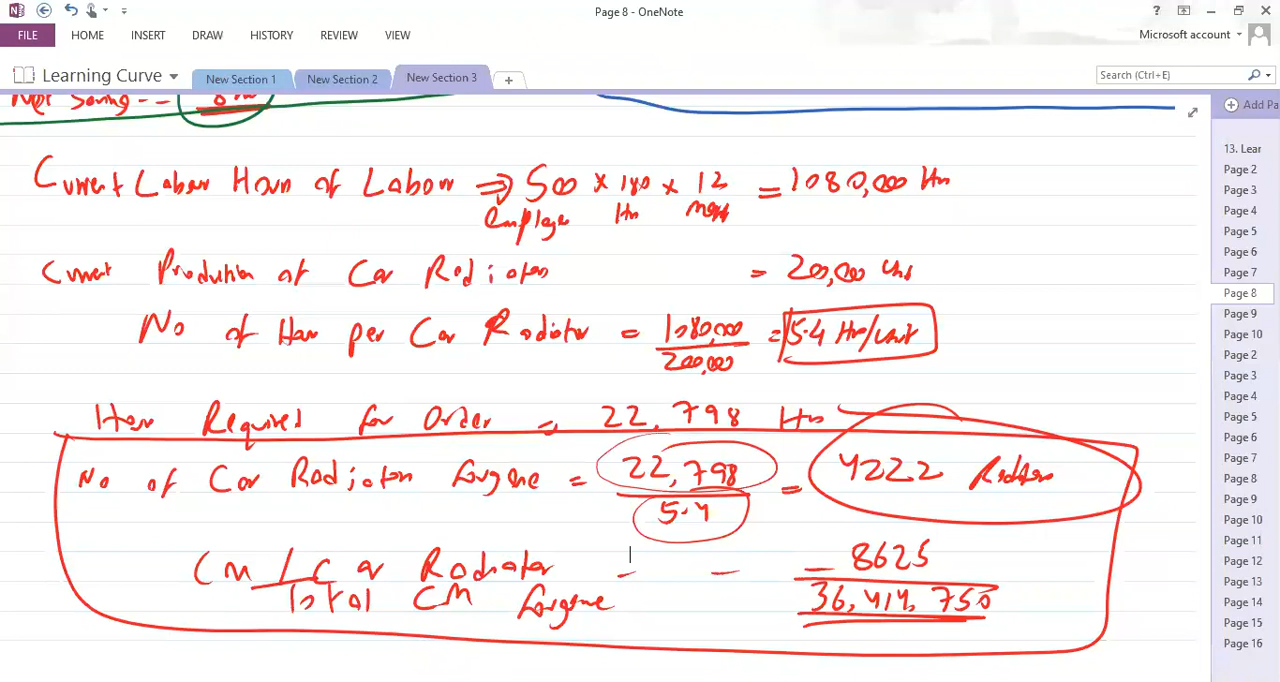 Page 8 - OneNote
FILE HOME INSERT DRAW HISTORY REVIEW VIEW
Microsoft account
Learning Curve New Section 1 New Section 2 New Section 3 +
Search (Ctrl+E)
Net Saving --
Add Pa
Current Labor Hours of Labor ⇒ 500 × 180 × 12 = 1080,000 Hrs
employee Hrs
Current Production of Car Radiators = 200,000 Units
No of Hour per Car Radiator = 1080,000 / 200,000 = 5.4 Hrs/unit
Hour Required for Order = 22,798 Hrs
No of Car Radiators forgone = 22,798 / 5.4 = 4222 Radiators
CM / Car Radiator - - 8625
Total CM forgone 36,414,750
13. Lear
Page 2
Page 3
Page 4
Page 5
Page 6
Page 7
Page 8
Page 9
Page 10
Page 2
Page 3
Page 4
Page 5
Page 6
Page 7
Page 8
Page 9
Page 10
Page 11
Page 12
Page 13
Page 14
Page 15
Page 16